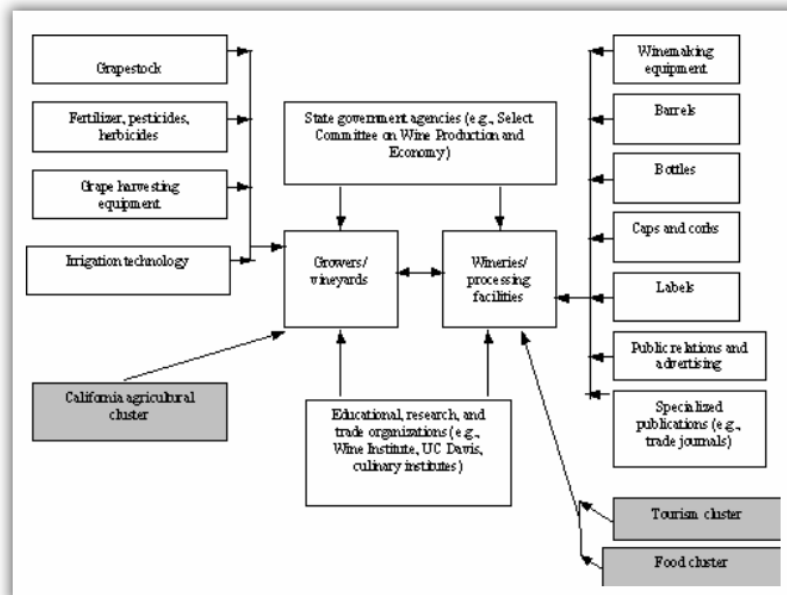 Grapestock
Fertilizer, pesticides,
herbicides
Grape harvesting
equipment
Irrigation technology
California agricultural
cluster
State government agencies (e.g., Select
Committee on Wine Production and
Economy)
Growers/
vineyards
Wineries/
processing
facilities
Educational, research, and
trade organizations (e.g.,
Wine Institute, UC Davis,
culinary institutes)
Winemaking
equipment
Barrels
Bottles
Caps and corks
Labels
Public relations and
advertising
Specialized
publications (e.g.,
trade journals)
Tourism cluster
Food cluster